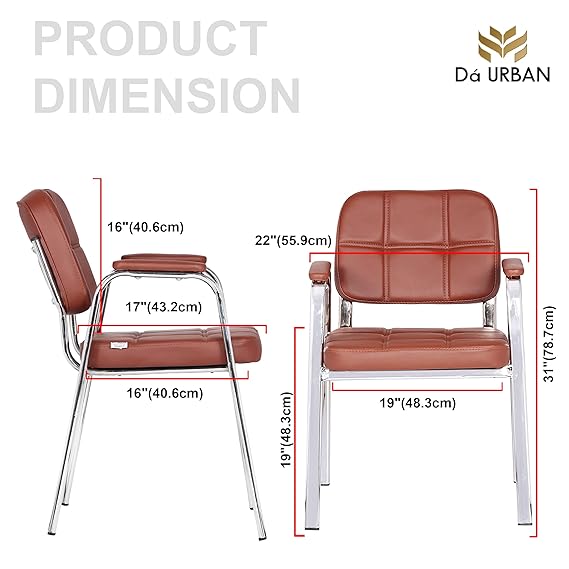 PRODUCT
DIMENSION
Dá URBAN
16"(40.6cm)
22"(55.9cm)
17"(43.2cm)
31"(78.7cm)
16"(40.6cm)
19"(48.3cm)
19"(48.3cm)